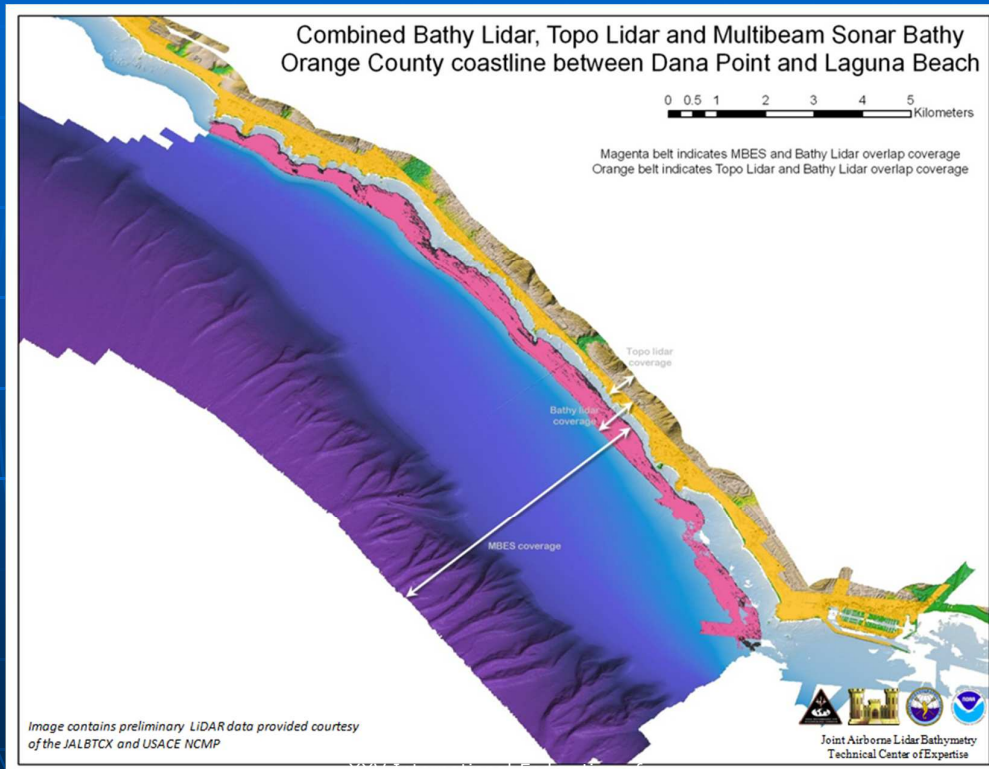 Combined Bathy Lidar, Topo Lidar and Multibeam Sonar Bathy
Orange County coastline between Dana Point and Laguna Beach
0 0.5 1 2 3 4 5
Kilometers
Magenta belt indicates MBES and Bathy Lidar overlap coverage
Orange belt indicates Topo Lidar and Bathy Lidar overlap coverage
Topo lidar
coverage
Bathy lidar
coverage
MBES coverage
Image contains preliminary LiDAR data provided courtesy
of the JALBTCX and USACE NCMP
Joint Airborne Lidar Bathymetry
Technical Center of Expertise